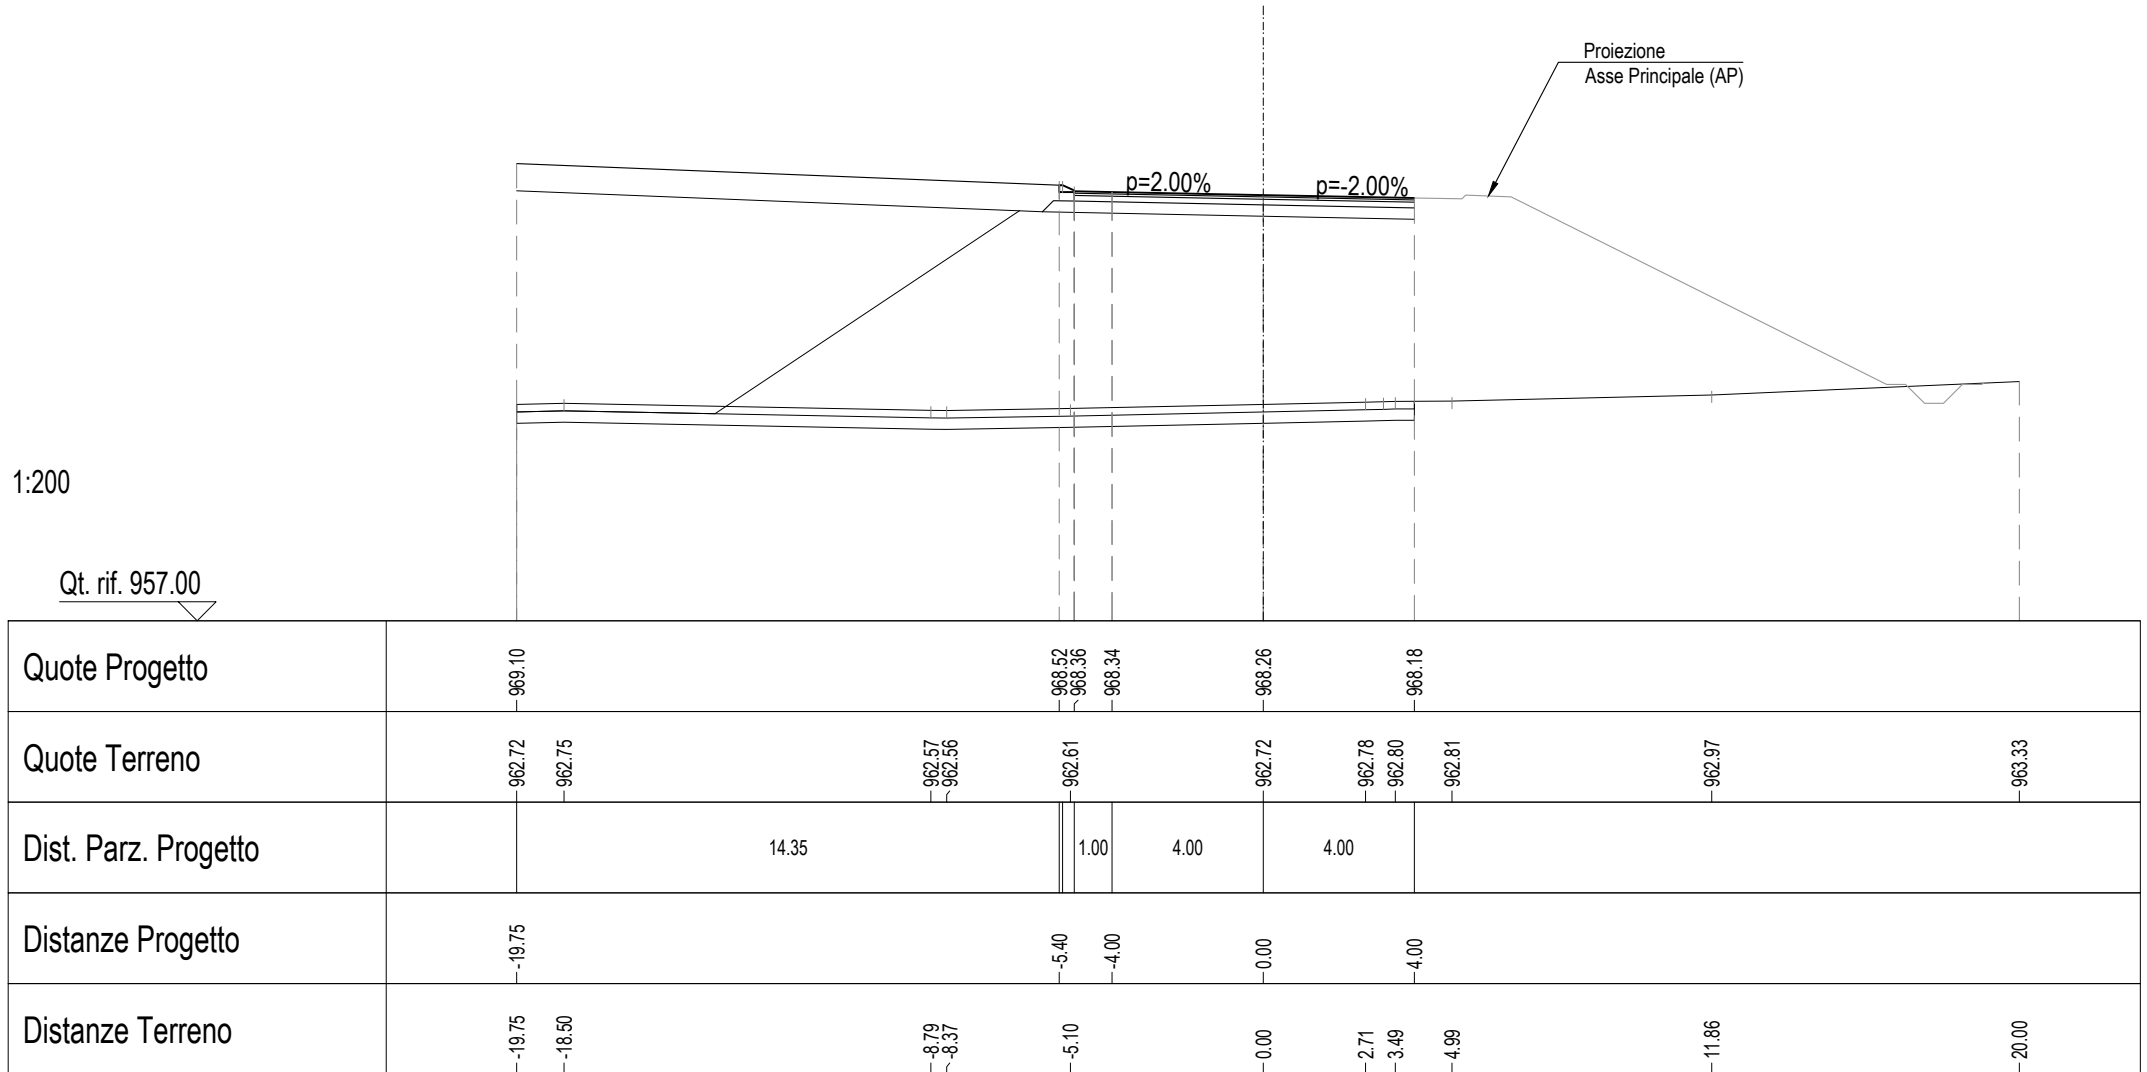 Proiezione
Asse Principale (AP)
p=2.00% p=-2.00%
1:200
Qt. rif. 957.00
Quote Progetto 969.10 968.52 968.36 968.34 968.26 968.18
Quote Terreno 962.72 962.75 962.57 962.56 962.61 962.72 962.78 962.80 962.81 962.97 963.33
Dist. Parz. Progetto 14.35 1.00 4.00 4.00
Distanze Progetto -19.75 -5.40 -4.00 0.00 4.00
Distanze Terreno -19.75 -18.50 -8.79 -8.37 -5.10 0.00 2.71 3.49 4.99 11.86 20.00